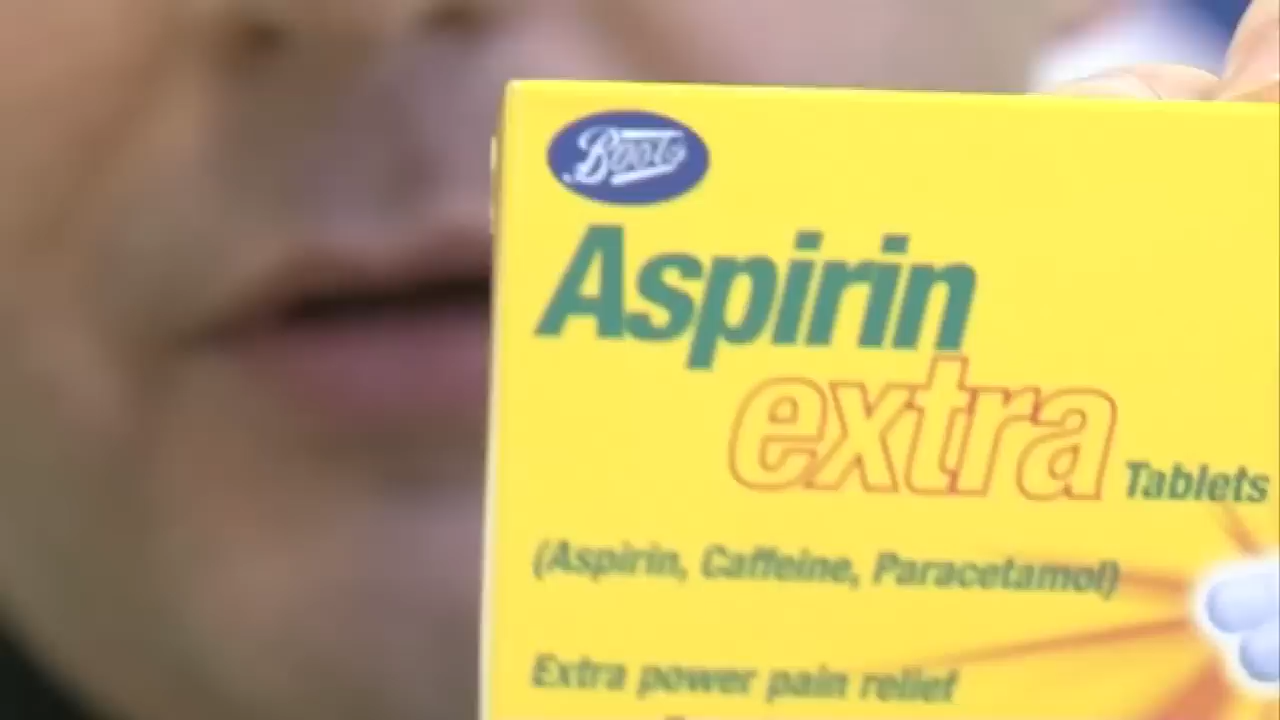 Boots
Aspirin
extra
Tablets
(Aspirin, Caffeine, Paracetamol)
Extra power pain relief